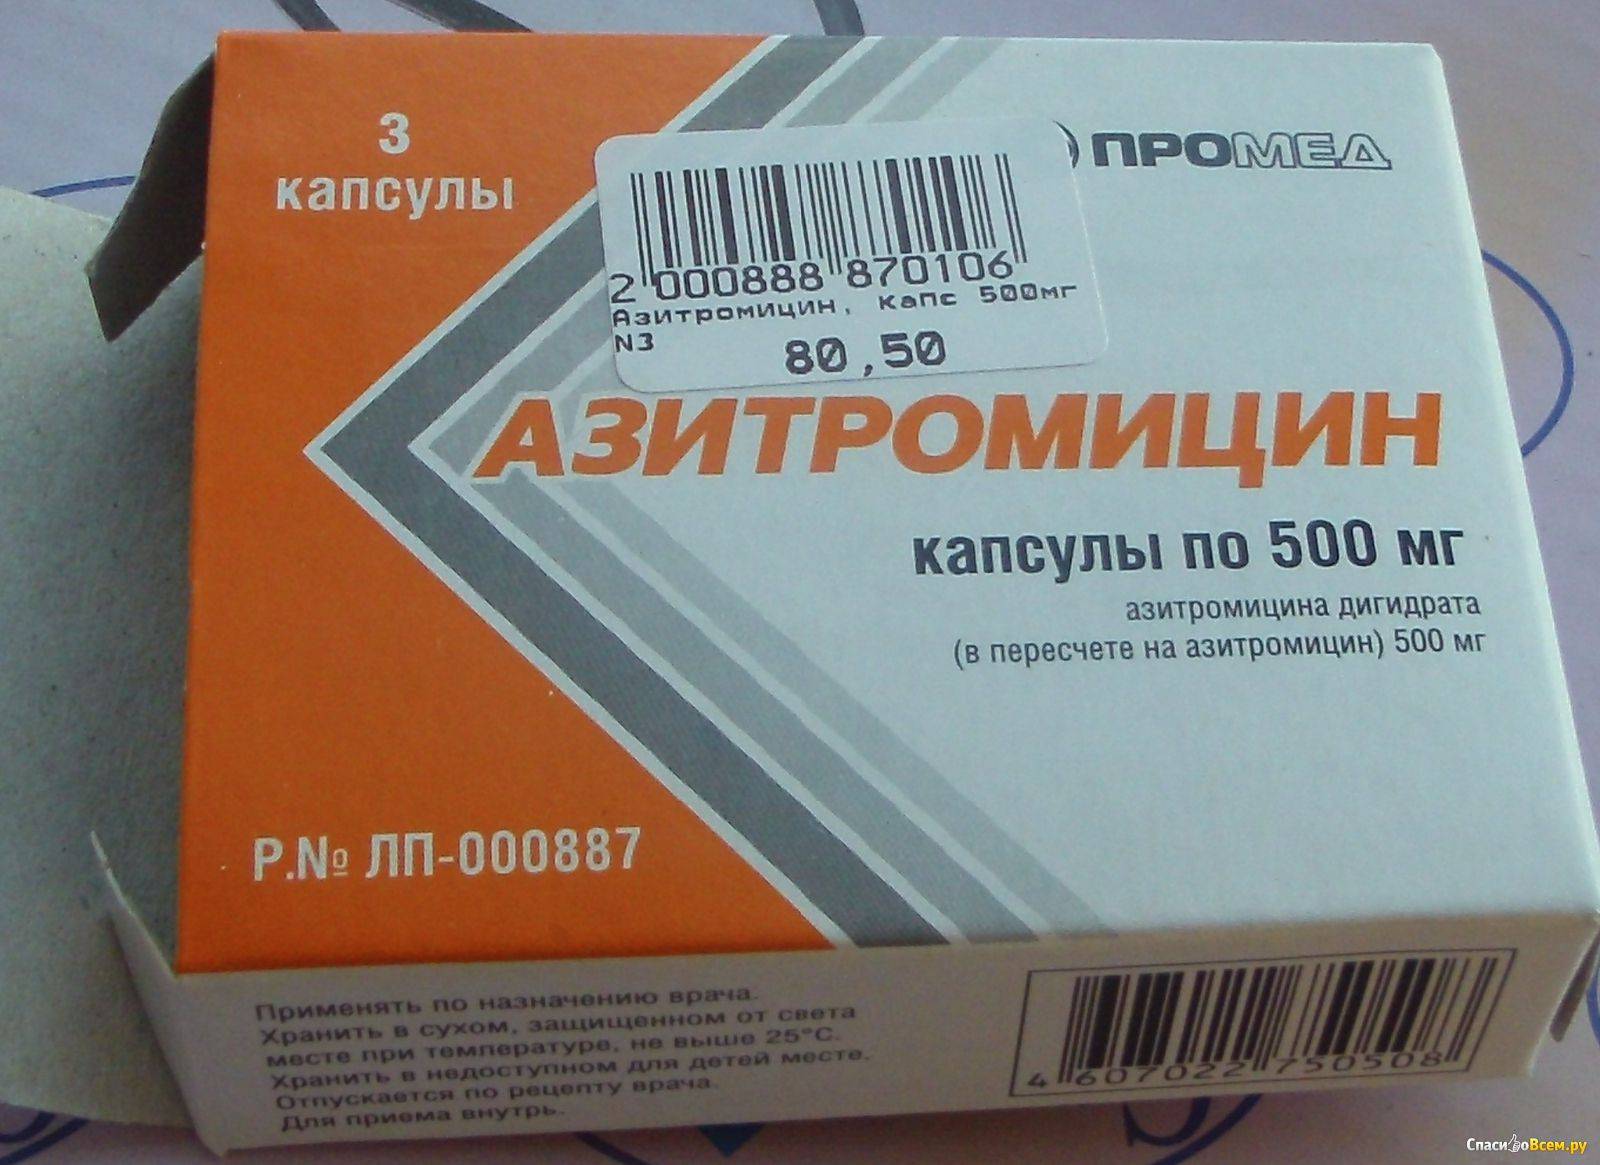 3
капсулы
ПРОМЕД
2 000888 870106
Азитромицин, капс 500мг
N3
80,50
АЗИТРОМИЦИН
капсулы по 500 мг
азитромицина дигидрата
(в пересчете на азитромицин) 500 мг
Р.№ ЛП-000887
Применять по назначению врача.
Хранить в сухом, защищенном от света
месте при температуре, не выше 25°С.
Хранить в недоступном для детей месте.
Отпускается по рецепту врача.
Для приема внутрь.
4 607022 750508
СпасибоВсем.ру